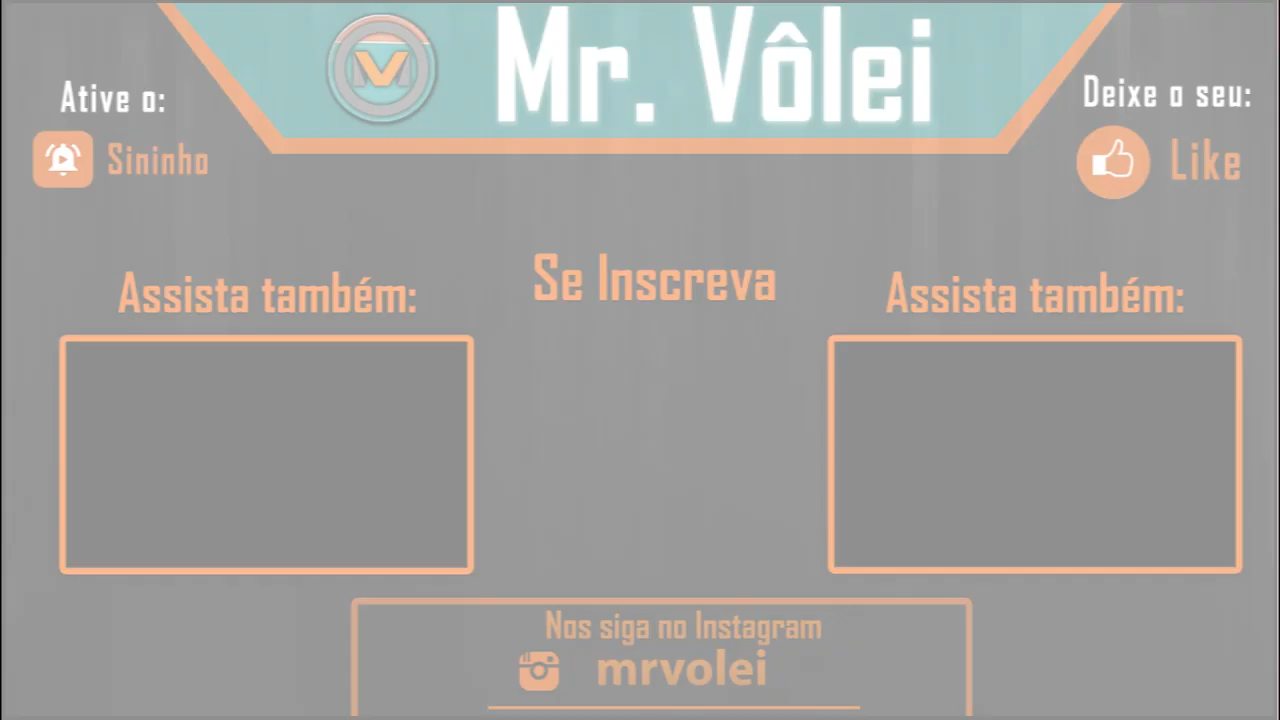 Mr. Vôlei
Ative o:
Sininho
Deixe o seu:
Like
Assista também:
Se Inscreva
Assista também:
Nos siga no Instagram
mrvolei